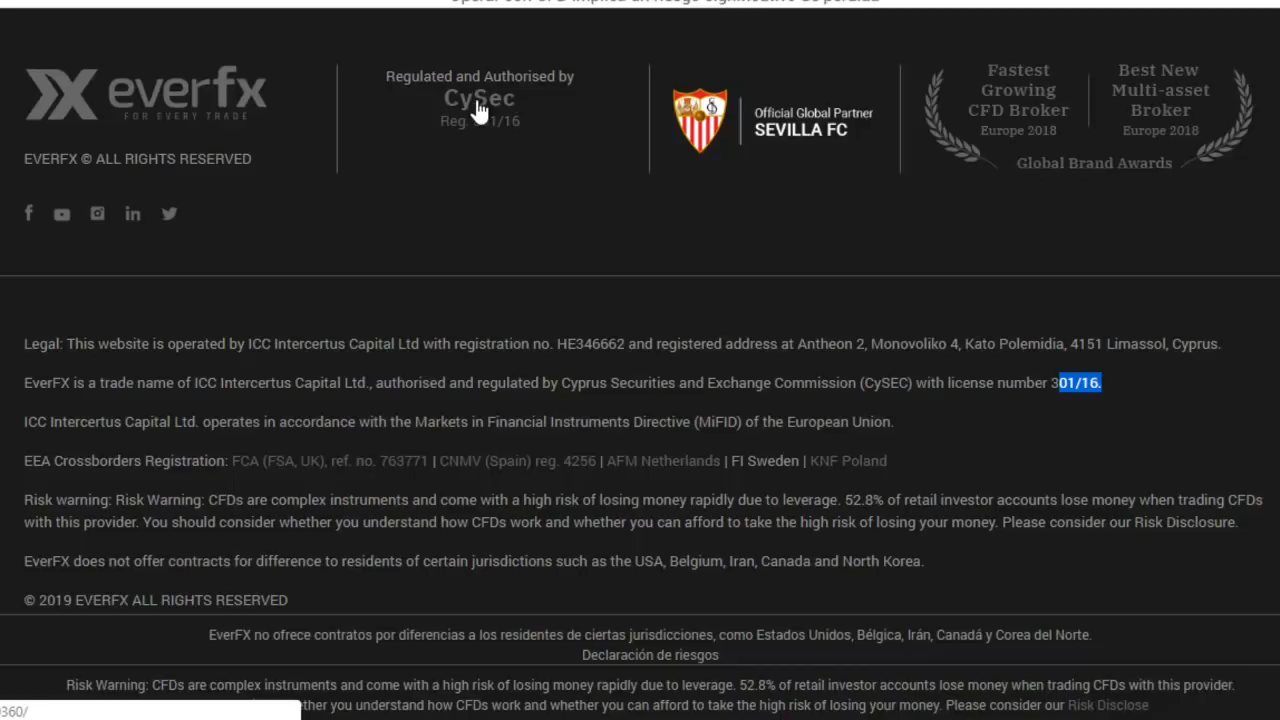 everfx
FOR EVERY TRADE
EVERFX © ALL RIGHTS RESERVED
Regulated and Authorised by
CySec
Reg. 1/16
Official Global Partner
SEVILLA FC
Fastest
Growing
CFD Broker
Europe 2018
Best New
Multi-asset
Broker
Europe 2018
Global Brand Awards
Legal: This website is operated by ICC Intercertus Capital Ltd with registration no. HE346662 and registered address at Antheon 2, Monovoliko 4, Kato Polemidia, 4151 Limassol, Cyprus.
EverFX is a trade name of ICC Intercertus Capital Ltd., authorised and regulated by Cyprus Securities and Exchange Commission (CySEC) with license number 301/16.
ICC Intercertus Capital Ltd. operates in accordance with the Markets in Financial Instruments Directive (MiFID) of the European Union.
EEA Crossborders Registration: FCA (FSA, UK), ref. no. 763771 | CNMV (Spain) reg. 4256 | AFM Netherlands | FI Sweden | KNF Poland
Risk warning: Risk Warning: CFDs are complex instruments and come with a high risk of losing money rapidly due to leverage. 52.8% of retail investor accounts lose money when trading CFDs
with this provider. You should consider whether you understand how CFDs work and whether you can afford to take the high risk of losing your money. Please consider our Risk Disclosure.
EverFX does not offer contracts for difference to residents of certain jurisdictions such as the USA, Belgium, Iran, Canada and North Korea.
© 2019 EVERFX ALL RIGHTS RESERVED
EverFX no ofrece contratos por diferencias a los residentes de ciertas jurisdicciones, como Estados Unidos, Bélgica, Irán, Canadá y Corea del Norte.
Declaración de riesgos
Risk Warning: CFDs are complex instruments and come with a high risk of losing money rapidly due to leverage. 52.8% of retail investor accounts lose money when trading CFDs with this provider.
you understand how CFDs work and whether you can afford to take the high risk of losing your money. Please consider our Risk Disclose
360/